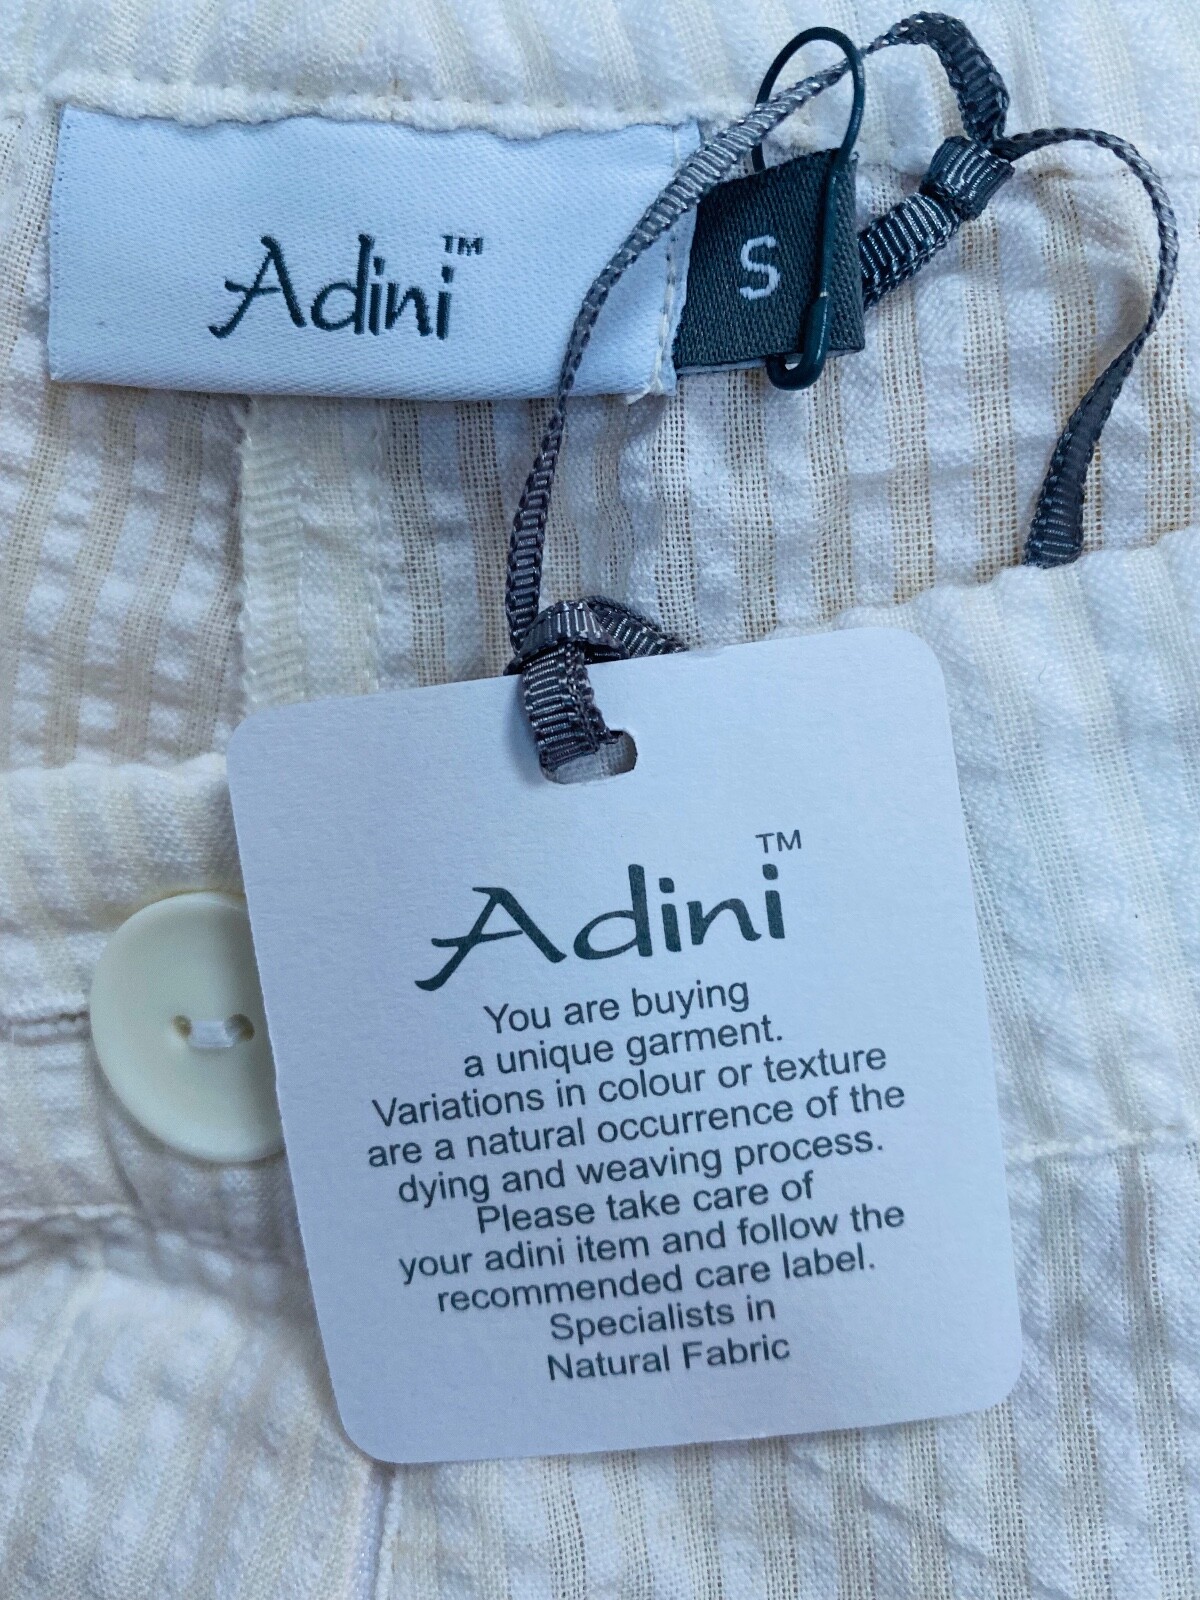 Adini™
S
Adini™
You are buying
a unique garment.
Variations in colour or texture
are a natural occurrence of the
dying and weaving process.
Please take care of
your adini item and follow the
recommended care label.
Specialists in
Natural Fabric